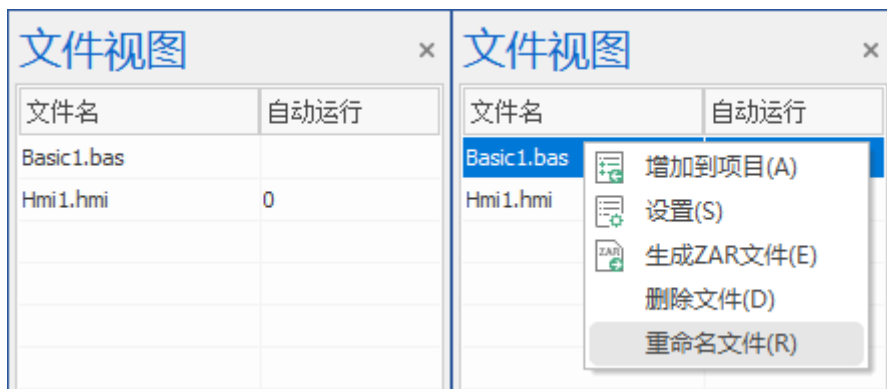 文件视图 ×
文件名 自动运行
Basic1.bas
Hmi1.hmi 0
文件视图 ×
文件名 自动运行
Basic1.bas
Hmi1.hmi
增加到项目(A)
设置(S)
ZAR 生成ZAR文件(E)
删除文件(D)
重命名文件(R)